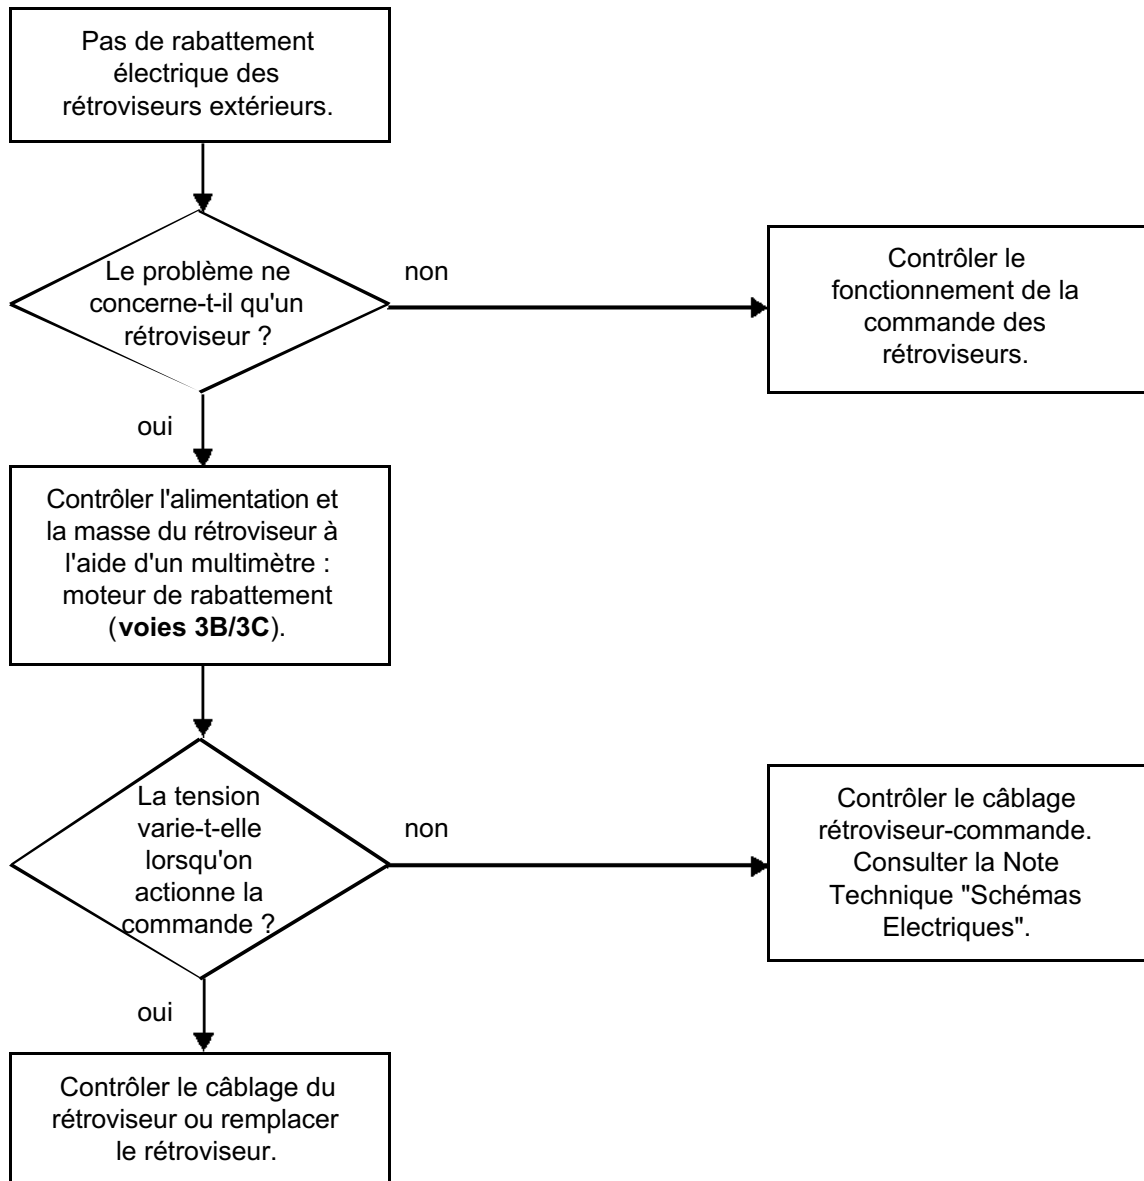 Pas de rabattement
électrique des
rétroviseurs extérieurs.
Le problème ne
concerne-t-il qu'un
rétroviseur ?
non
Contrôler le
fonctionnement de la
commande des
rétroviseurs.
oui
Contrôler l'alimentation et
la masse du rétroviseur à
l'aide d'un multimètre :
moteur de rabattement
(voies 3B/3C).
La tension
varie-t-elle
lorsqu'on
actionne la
commande ?
non
Contrôler le câblage
rétroviseur-commande.
Consulter la Note
Technique "Schémas
Electriques".
oui
Contrôler le câblage du
rétroviseur ou remplacer
le rétroviseur.